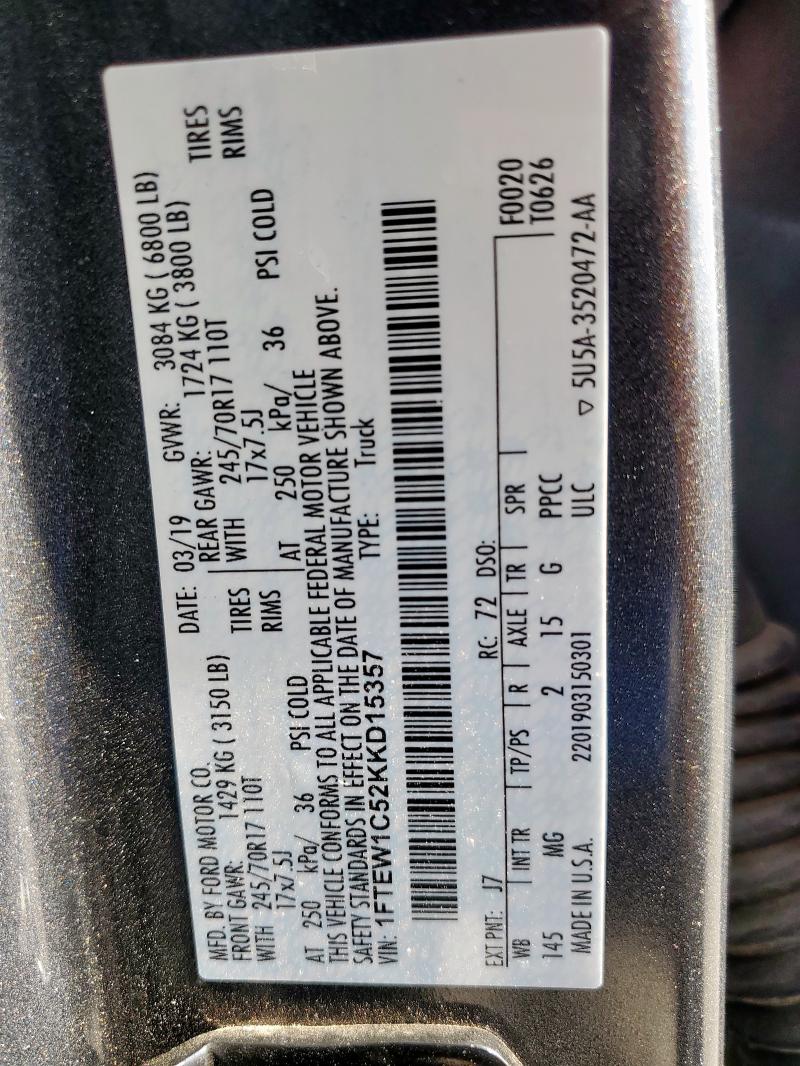 MFD. BY FORD MOTOR CO. DATE: 03/19 GVWR: 3084 KG ( 6800 LB)
FRONT GAWR: 1429 KG ( 3150 LB) REAR GAWR: 1724 KG ( 3800 LB)
WITH 245/70R17 110T TIRES WITH 245/70R17 110T TIRES
17x7.5J RIMS 17x7.5J RIMS
AT 250 kPa/ 36 PSI COLD AT 250 kPa/ 36 PSI COLD
THIS VEHICLE CONFORMS TO ALL APPLICABLE FEDERAL MOTOR VEHICLE
SAFETY STANDARDS IN EFFECT ON THE DATE OF MANUFACTURE SHOWN ABOVE.
VIN: 1FTEW1C52KKD15357 TYPE: Truck
F0020
EXT PNT: J7 RC: 72 DSO: T0626
WB INT TR TP/PS R AXLE TR SPR
145 MG 2 15 G PPCC
MADE IN U.S.A. 2201903150301 ULC ▽ 5U5A-3520472-AA